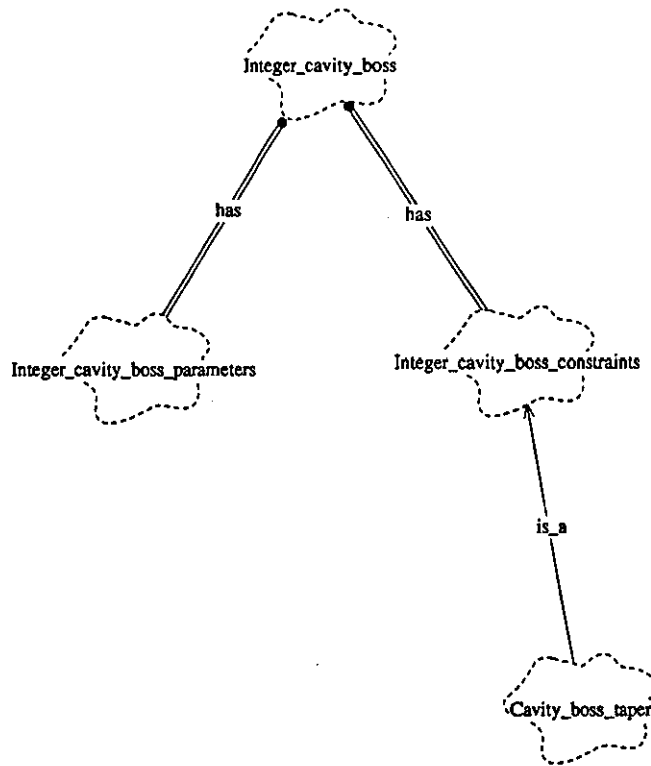 Integer_cavity_boss
has
has
Integer_cavity_boss_parameters
Integer_cavity_boss_constraints
is_a
Cavity_boss_taper